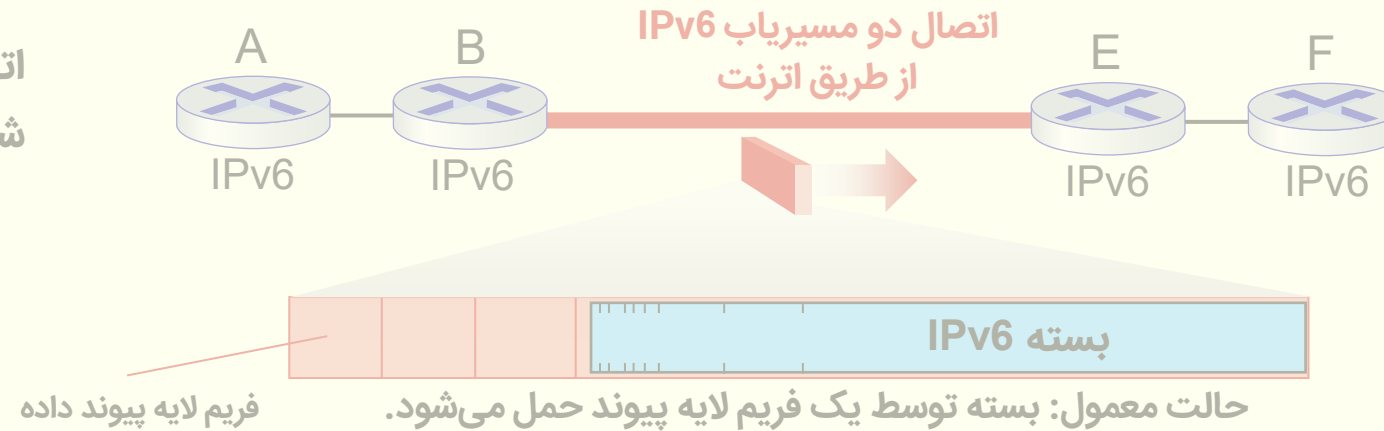 A
B
اتصال دو مسیریاب IPv6
از طریق اترنت
E
F
IPv6
IPv6
IPv6
IPv6
بسته IPv6
فریم لایه پیوند داده
حالت معمول: بسته توسط یک فریم لایه پیوند حمل می‌شود.